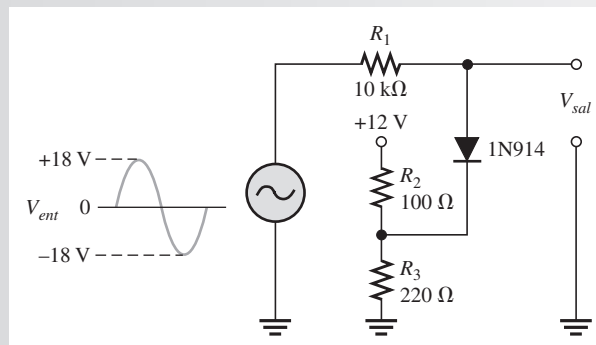 R1
10 kΩ
+12 V
Vsal
1N914
+18 V
R2
100 Ω
Vent 0
−18 V
R3
220 Ω